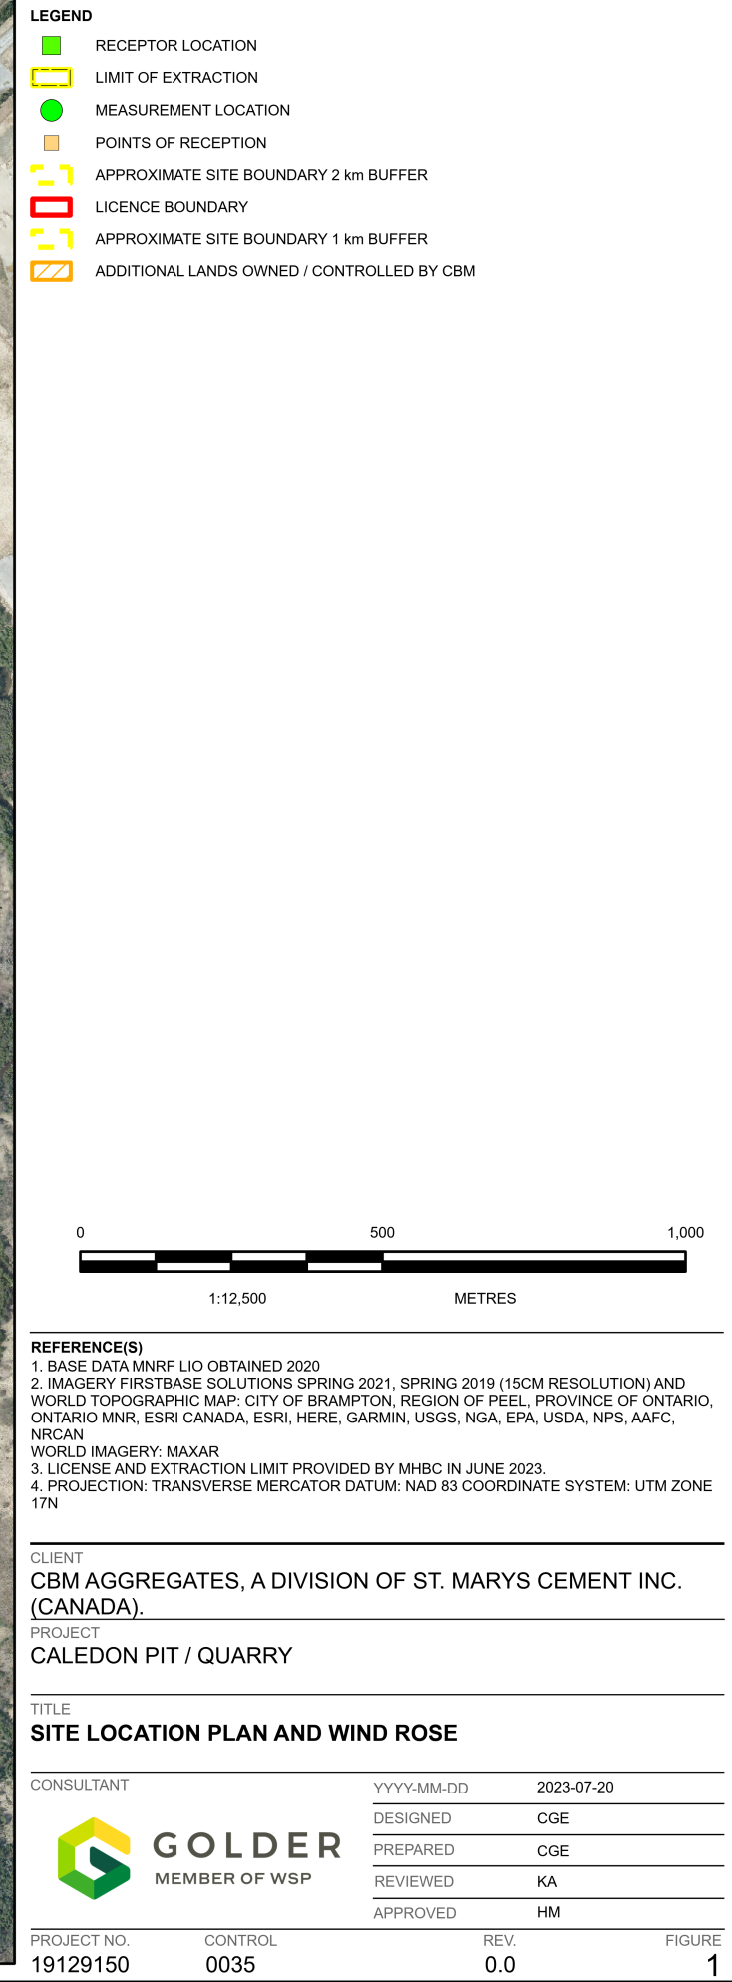 LEGEND
RECEPTOR LOCATION
LIMIT OF EXTRACTION
MEASUREMENT LOCATION
POINTS OF RECEPTION
APPROXIMATE SITE BOUNDARY 2 km BUFFER
LICENCE BOUNDARY
APPROXIMATE SITE BOUNDARY 1 km BUFFER
ADDITIONAL LANDS OWNED / CONTROLLED BY CBM
0 500 1,000
1:12,500 METRES
REFERENCE(S)
1. BASE DATA MNRF LIO OBTAINED 2020
2. IMAGERY FIRSTBASE SOLUTIONS SPRING 2021, SPRING 2019 (15CM RESOLUTION) AND
WORLD TOPOGRAPHIC MAP: CITY OF BRAMPTON, REGION OF PEEL, PROVINCE OF ONTARIO,
ONTARIO MNR, ESRI CANADA, ESRI, HERE, GARMIN, USGS, NGA, EPA, USDA, NPS, AAFC,
NRCAN
WORLD IMAGERY: MAXAR
3. LICENSE AND EXTRACTION LIMIT PROVIDED BY MHBC IN JUNE 2023.
4. PROJECTION: TRANSVERSE MERCATOR DATUM: NAD 83 COORDINATE SYSTEM: UTM ZONE
17N
CLIENT
CBM AGGREGATES, A DIVISION OF ST. MARYS CEMENT INC.
(CANADA).
PROJECT
CALEDON PIT / QUARRY
TITLE
SITE LOCATION PLAN AND WIND ROSE
CONSULTANT
GOLDER
MEMBER OF WSP
YYYY-MM-DD 2023-07-20
DESIGNED CGE
PREPARED CGE
REVIEWED KA
APPROVED HM
PROJECT NO. CONTROL REV. FIGURE
19129150 0035 0.0 1